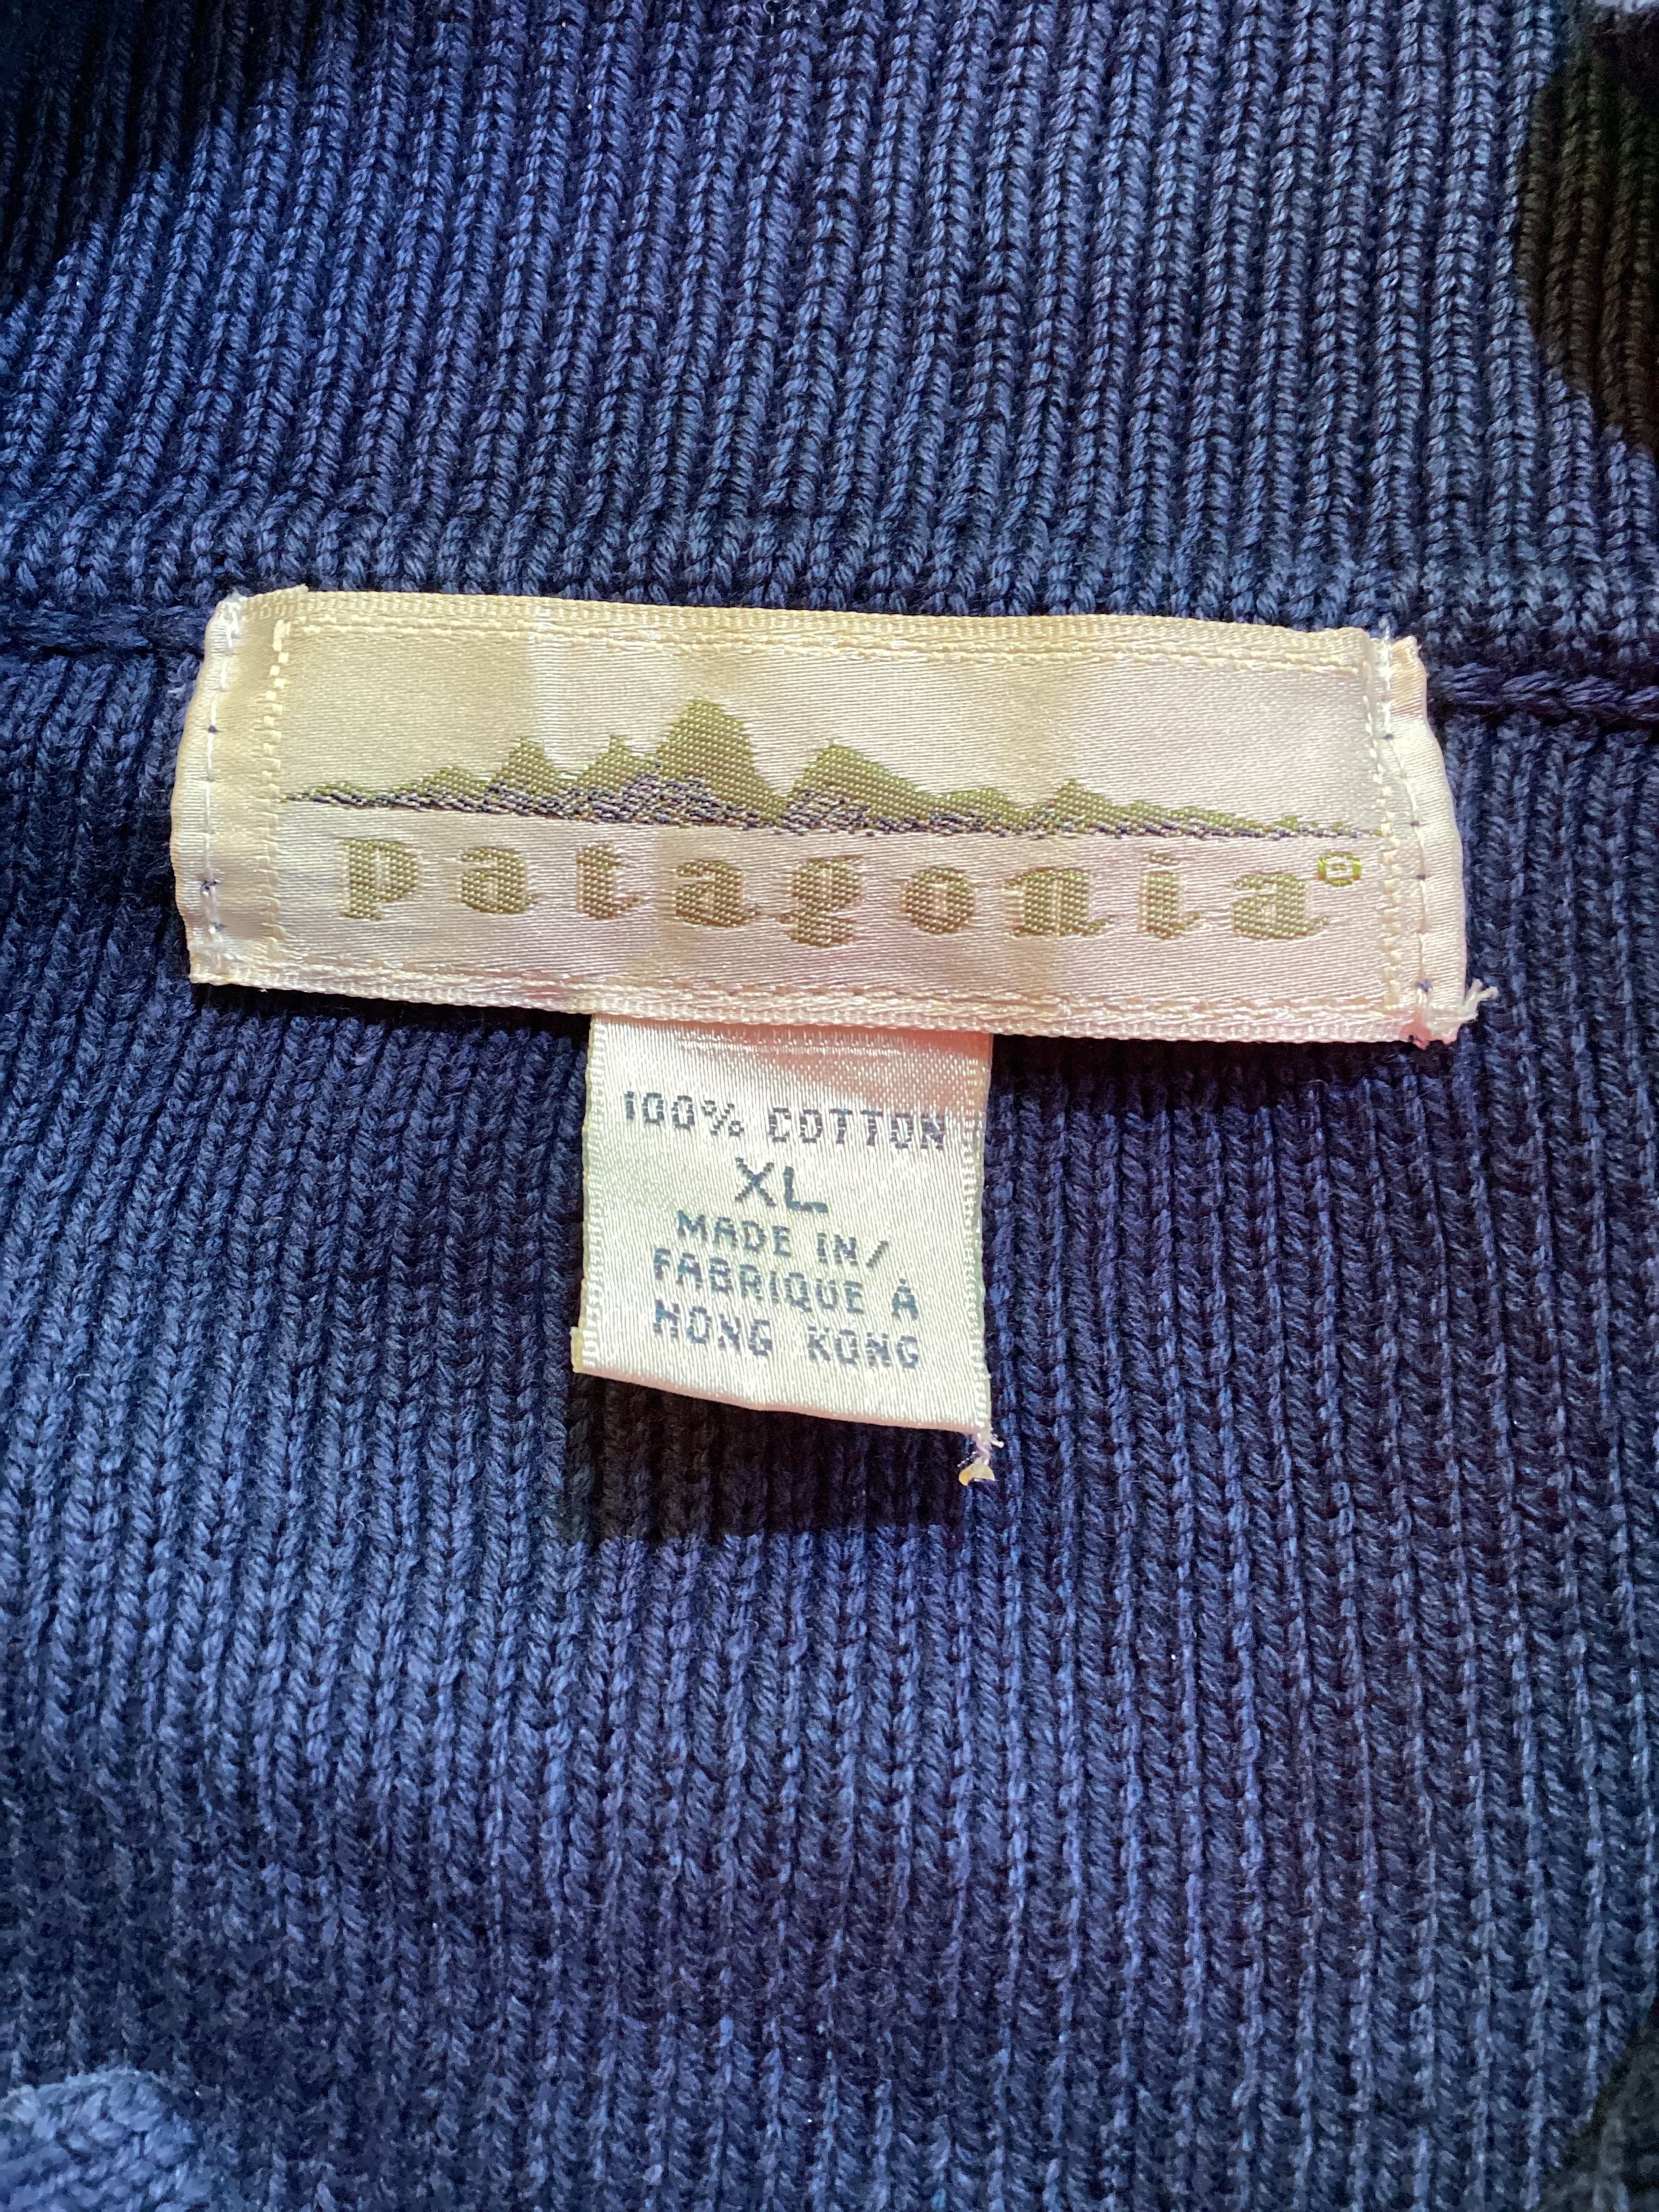 patagonia®
100% COTTON
XL
MADE IN/
FABRIQUE À
HONG KONG